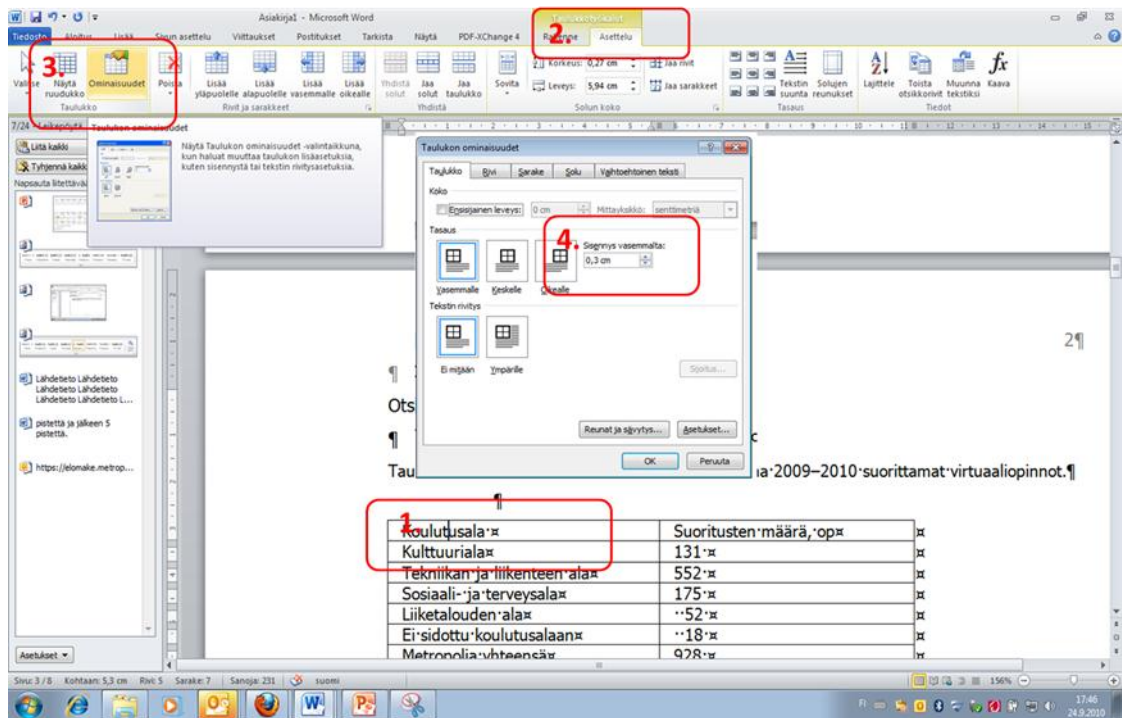 Asiakirja1 - Microsoft Word
Tiedosto Aloitus Lisää Sivun asettelu Viittaukset Postitukset Tarkista Näytä PDF-XChange 4 Asettelu
2.
3.
Näytä ruudukko Ominaisuudet Poista Lisää yläpuolelle Lisää alapuolelle Lisää vasemmalle Lisää oikealle Yhdistä solut Jaa solut Jaa taulukko Sovita
Korkeus: 0,27 cm Jaa rivit
Leveys: 5,94 cm Jaa sarakkeet
Tekstin suunta Solujen reunukset Lajittele Toista otsikkorivit Muunna tekstiksi Kaava
Taulukko Rivit ja sarakkeet Yhdistä Solun koko Tasaus Tiedot
7/24 - Leikepöytä
Liitä kaikki
Tyhjennä kaikki
Taulukon ominaisuudet
Näytä Taulukon ominaisuudet -valintaikkuna,
kun haluat muuttaa taulukon lisäasetuksia,
kuten sisennystä tai tekstin rivitysasetuksia.
Lähdetieto Lähdetieto
Lähdetieto Lähdetieto
Lähdetieto Lähdetieto L...
pistettä ja jälkeen 5
pistettä.
https://elomake.metrop...
Asetukset
Taulukon ominaisuudet
Taulukko Rivi Sarake Solu Vaihtoehtoinen teksti
Koko
Ensisijainen leveys: 0 cm Mittayksikkö: senttimetriä
Tasaus
4.
Sisennys vasemmalta:
0,3 cm
Vasemmalle Keskelle Oikealle
Tekstin rivitys
Ei mitään Ympärille
Sijoitus...
Reunat ja sävytys... Asetukset...
OK Peruuta
2¶
Ots
Tau
2009–2010·suorittamat·virtuaaliopinnot.¶
¶
1.
Koulutusala·¤ Suoritusten·määrä,·op¤
Kulttuuriala¤ 131·¤
Tekniikan·ja·liikenteen·ala¤ 552·¤
Sosiaali-·ja·terveysala¤ 175·¤
Liiketalouden·ala¤ ··52·¤
Ei·sidottu·koulutusalaan¤ ··18·¤
Metropolia·yhteensä¤ 928·¤
Sivu: 3 / 8 Kohtaan: 5,3 cm Rivi: 5 Sarake: 7 Sanoja: 231 suomi 156%
FI 17:46
24.9.2010